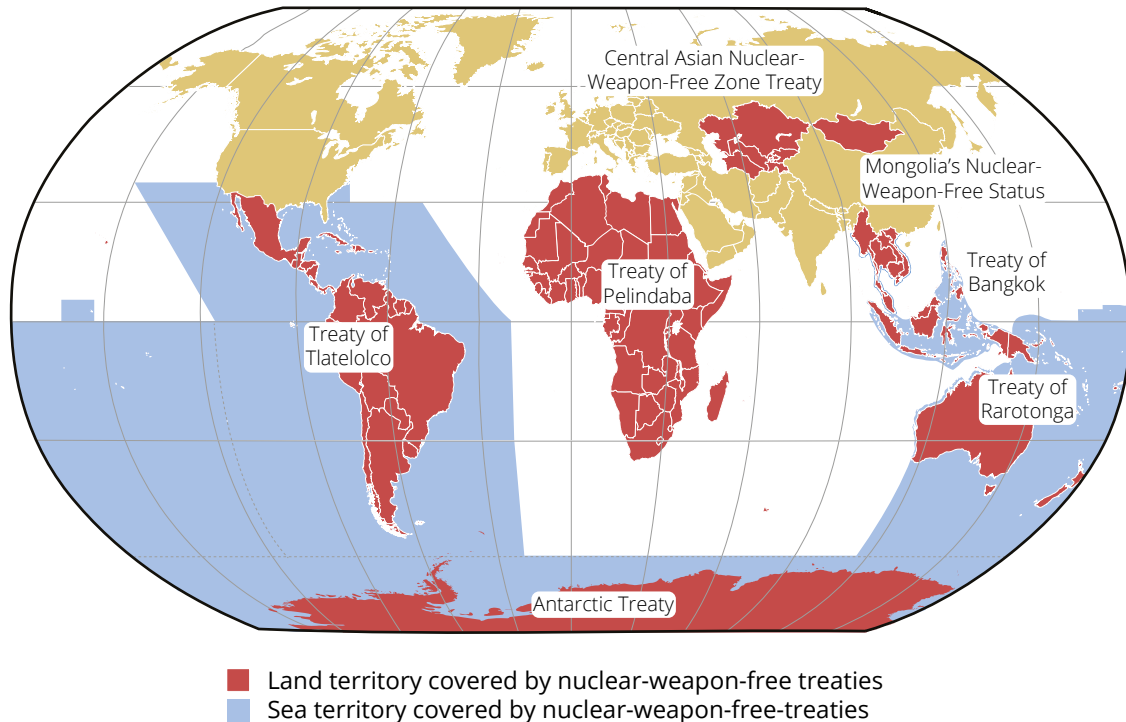 Central Asian Nuclear-
Weapon-Free Zone Treaty
Mongolia's Nuclear-
Weapon-Free Status
Treaty of
Bangkok
Treaty of
Pelindaba
Treaty of
Tlatelolco
Treaty of
Rarotonga
Antarctic Treaty
Land territory covered by nuclear-weapon-free treaties
Sea territory covered by nuclear-weapon-free-treaties